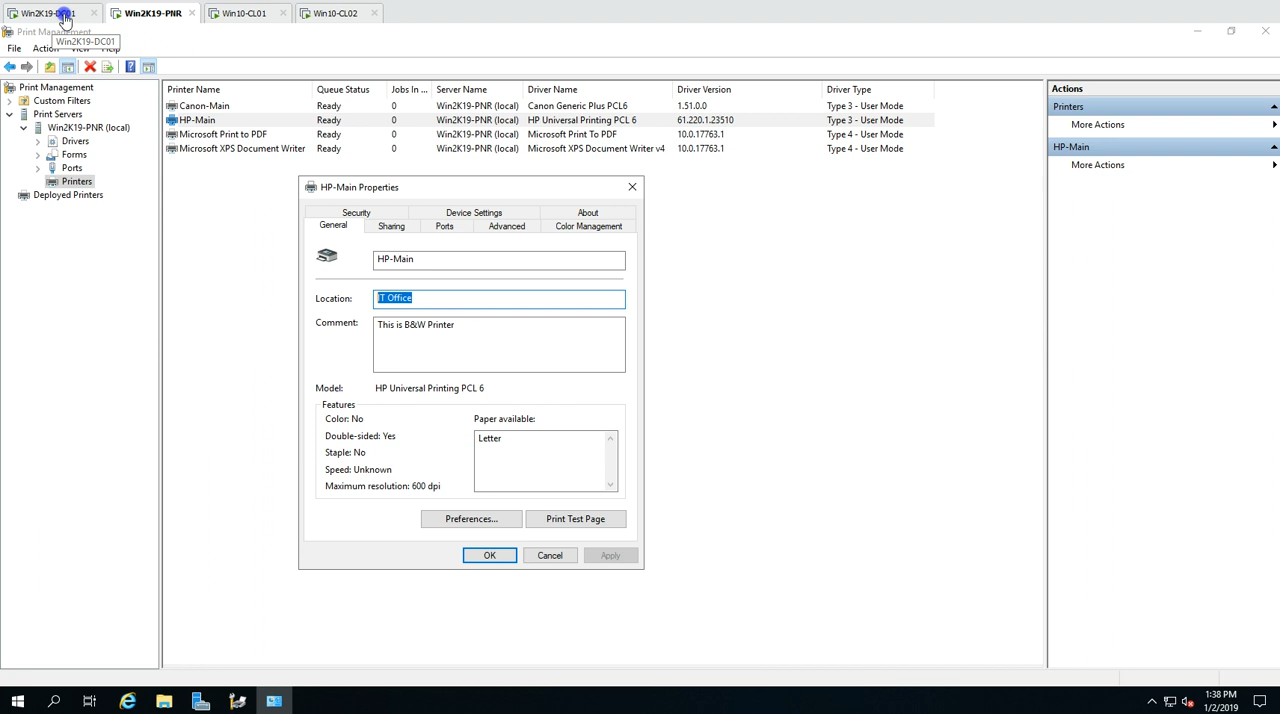 Win2K19-DC01
Win2K19-PNR
Win10-CL01
Win10-CL02
Print Management
Win2K19-DC01
File Action View Help
Print Management
Custom Filters
Print Servers
Win2K19-PNR (local)
Drivers
Forms
Ports
Printers
Deployed Printers
Printer Name Queue Status Jobs In ... Server Name Driver Name Driver Version Driver Type
Canon-Main Ready 0 Win2K19-PNR (local) Canon Generic Plus PCL6 1.51.0.0 Type 3 - User Mode
HP-Main Ready 0 Win2K19-PNR (local) HP Universal Printing PCL 6 61.220.1.23510 Type 3 - User Mode
Microsoft Print to PDF Ready 0 Win2K19-PNR (local) Microsoft Print To PDF 10.0.17763.1 Type 4 - User Mode
Microsoft XPS Document Writer Ready 0 Win2K19-PNR (local) Microsoft XPS Document Writer v4 10.0.17763.1 Type 4 - User Mode
HP-Main Properties
Security Device Settings About
General Sharing Ports Advanced Color Management
HP-Main
Location: IT Office
Comment: This is B&W Printer
Model: HP Universal Printing PCL 6
Features
Color: No
Double-sided: Yes
Staple: No
Speed: Unknown
Maximum resolution: 600 dpi
Paper available:
Letter
Preferences... Print Test Page
OK Cancel Apply
Actions
Printers
More Actions
HP-Main
More Actions
1:38 PM
1/2/2019